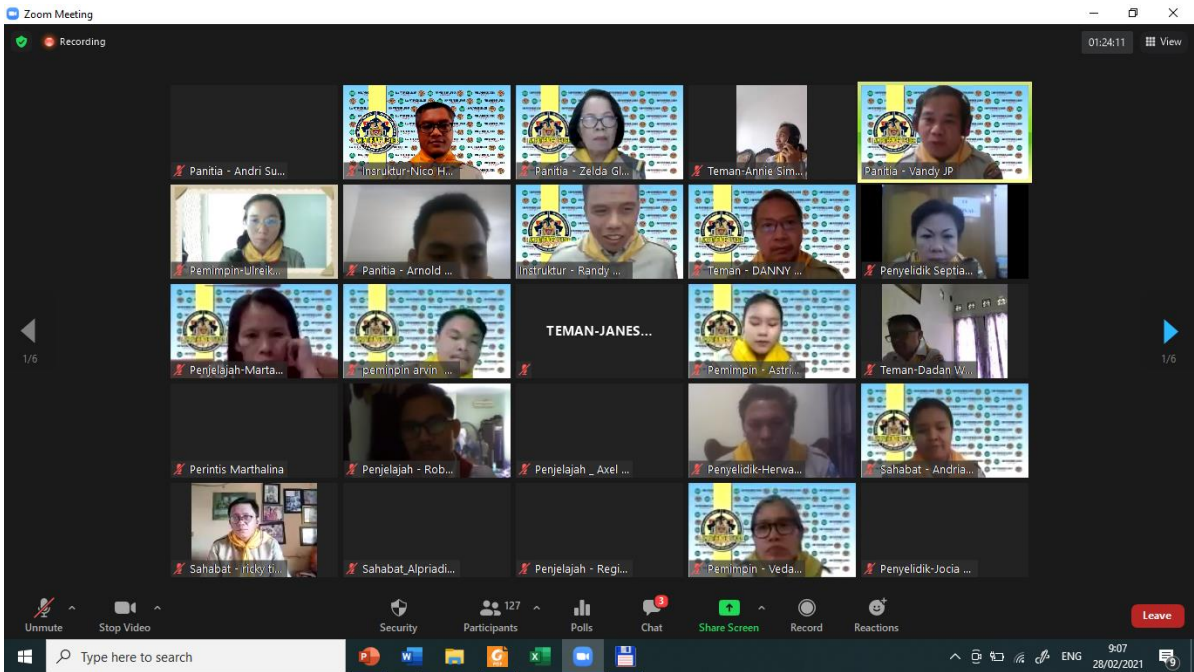 Zoom Meeting
Recording
01:24:11
View
Panitia - Andri Su...
Insruktur-Nico H...
Panitia - Zelda Gl...
Teman-Annie Sim...
Panitia - Vandy JP
Pemimpin-Ulreik...
Panitia - Arnold ...
Instruktur - Randy ...
Teman - DANNY ...
Penyelidik Septia...
Penjelajah-Marta...
peminpin arvin ...
TEMAN-JANES...
Pemimpin - Astri...
Teman-Dadan W...
1/6
1/6
Perintis Marthalina
Penjelajah - Rob...
Penjelajah _ Axel ...
Penyelidik-Herwa...
Sahabat - Andria...
Sahabat - ricky ti...
Sahabat_Alpriadi...
Penjelajah - Regi...
Pemimpin - Veda...
Penyelidik-Jocia ...
127
3
Unmute
Stop Video
Security
Participants
Polls
Chat
Share Screen
Record
Reactions
Leave
Type here to search
ENG
9:07
28/02/2021
9